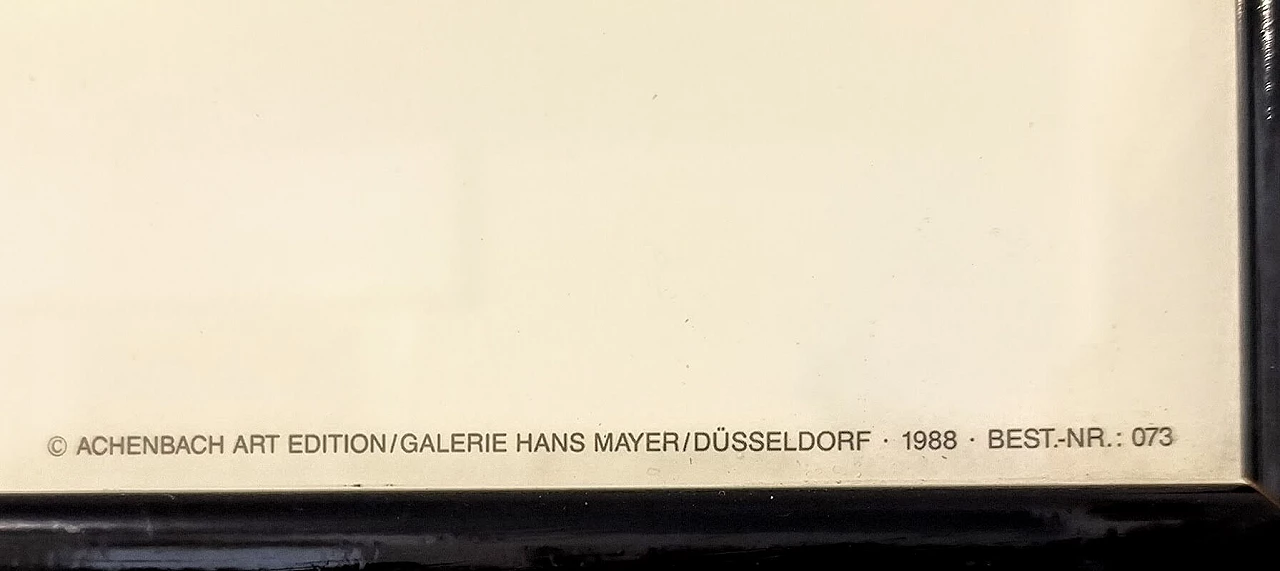 © ACHENBACH ART EDITION/GALERIE HANS MAYER/DÜSSELDORF · 1988 · BEST.-NR.: 073